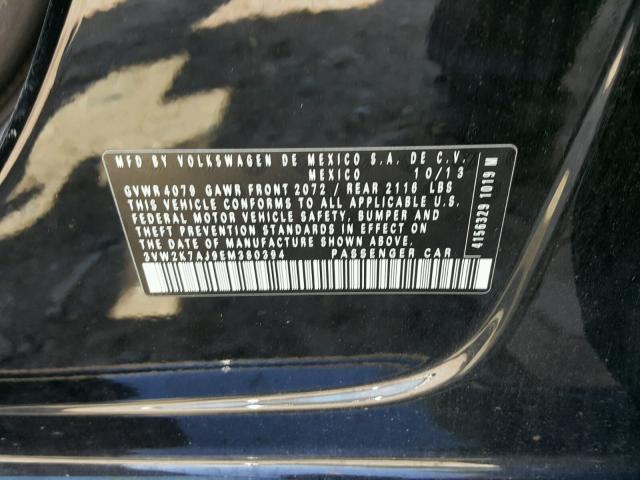 MFD BY VOLKSWAGEN DE MEXICO S.A. DE C.V.
MEXICO 10/13
GVWR 4079 GAWR FRONT 2072 / REAR 2116 LBS
THIS VEHICLE CONFORMS TO ALL APPLICABLE U.S.
FEDERAL MOTOR VEHICLE SAFETY, BUMPER AND
THEFT PREVENTION STANDARDS IN EFFECT ON THE
DATE OF MANUFACTURE SHOWN ABOVE.
3VW2K7AJ9EM380394 PASSENGER CAR
4156329 1019 M